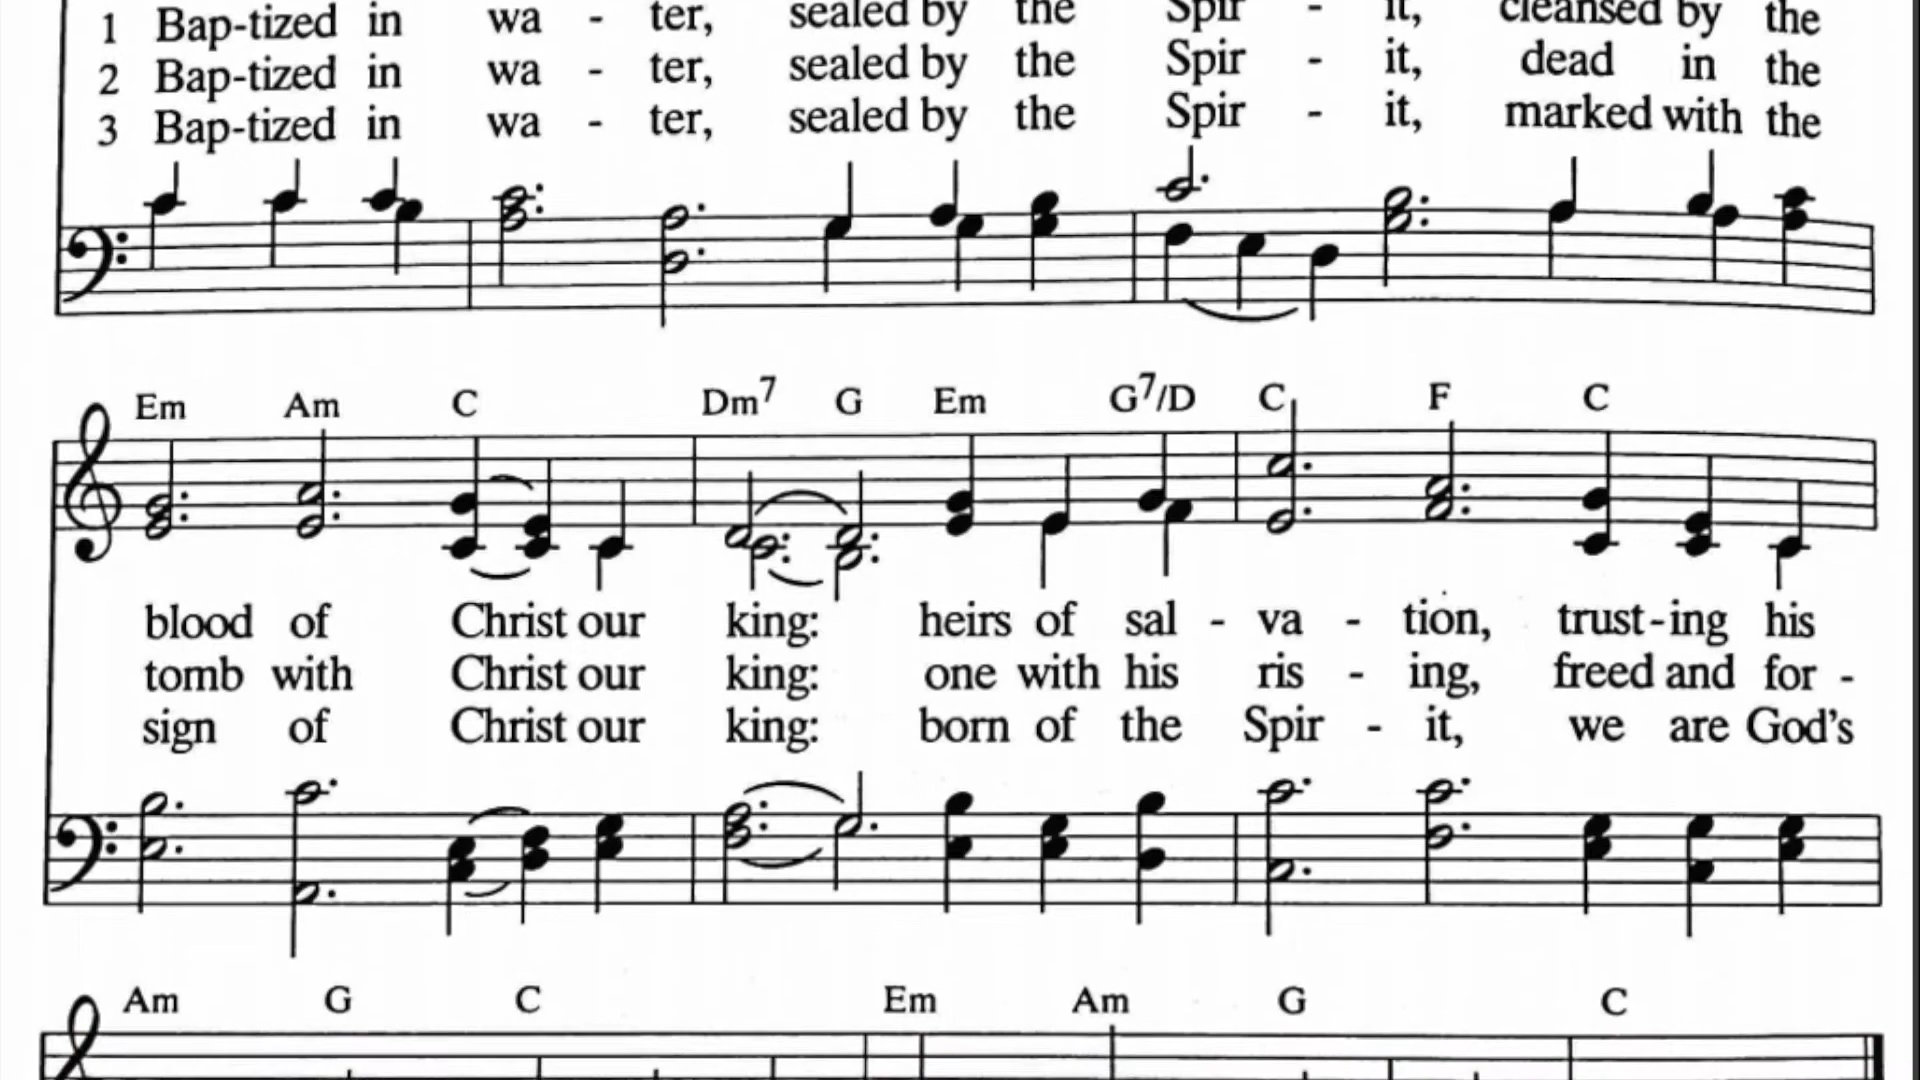 1 Bap-tized in wa - ter, sealed by the Spir - it, cleansed by the
2 Bap-tized in wa - ter, sealed by the Spir - it, dead in the
3 Bap-tized in wa - ter, sealed by the Spir - it, marked with the
Em Am C Dm7 G Em G7/D C F C
blood of Christ our king: heirs of sal - va - tion, trust-ing his
tomb with Christ our king: one with his ris - ing, freed and for -
sign of Christ our king: born of the Spir - it, we are God's
Am G C Em Am G C